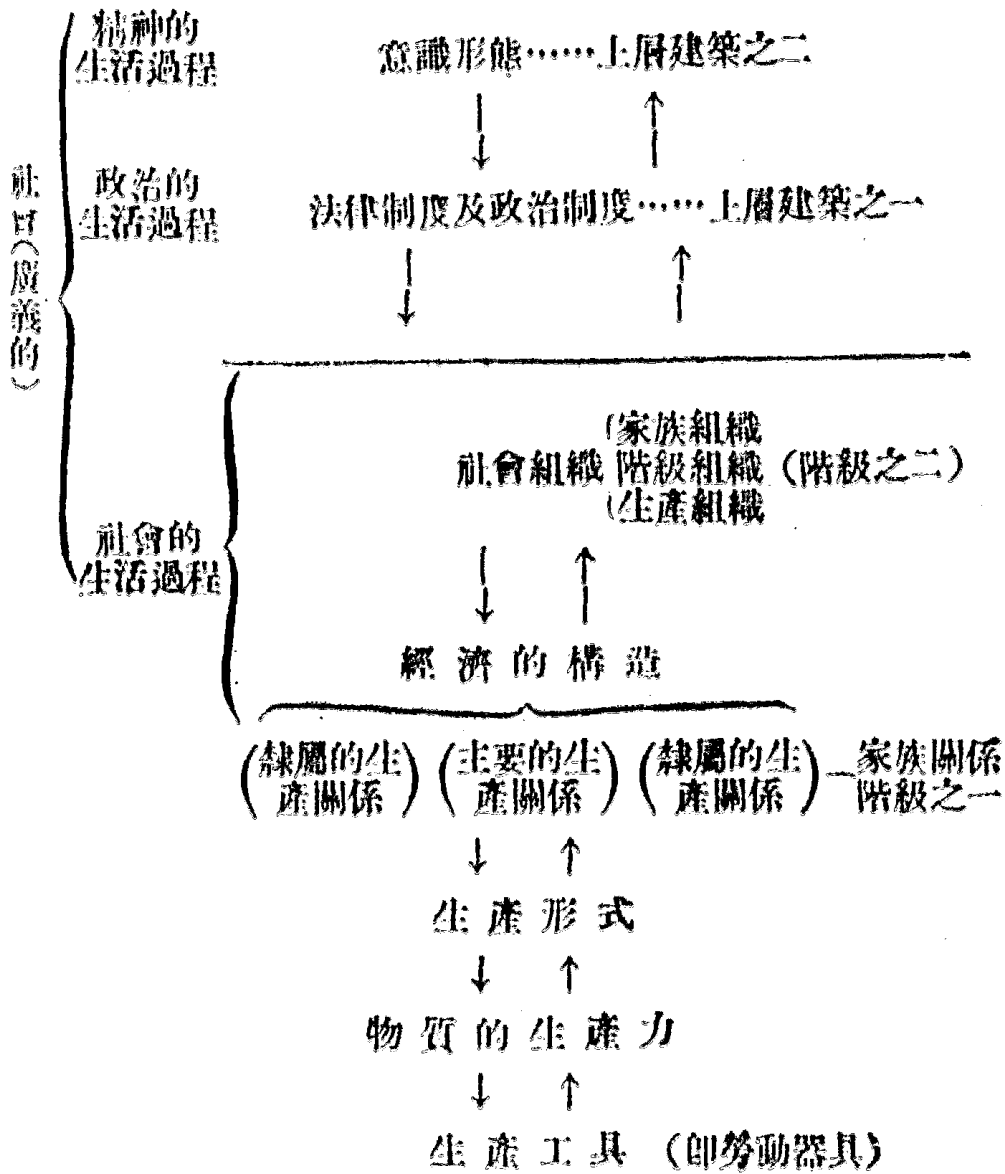 精神的
生活過程
意識形態……上層建築之二
↓ ↑
政治的
生活過程
法律制度及政治制度……上層建築之一
↓ ↑
社會(廣義的)
社會的
生活過程
社會組織
家族組織
階級組織(階級之二)
生產組織
↓ ↑
經濟的構造
(隸屬的生
產關係)
(主要的生
產關係)
(隸屬的生
產關係)—
家族關係
階級之一
↓ ↑
生產形式
↓ ↑
物質的生產力
↓ ↑
生產工具(即勞動器具)